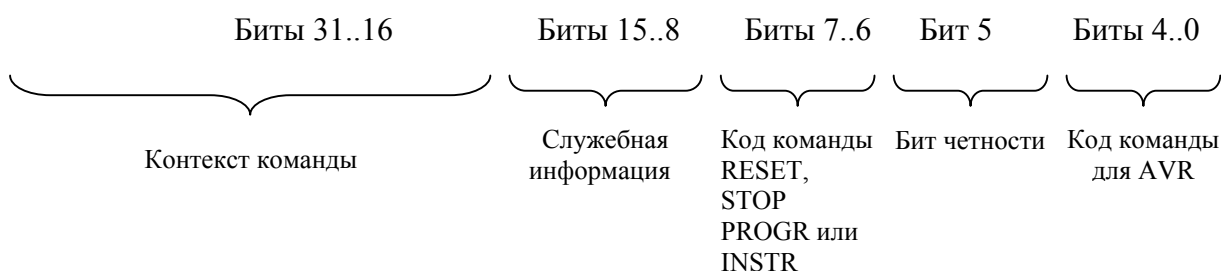 Биты 31..16 Биты 15..8 Биты 7..6 Бит 5 Биты 4..0
Контекст команды
Служебная
информация
Код команды
RESET,
STOP
PROGR или
INSTR
Бит четности
Код команды
для AVR